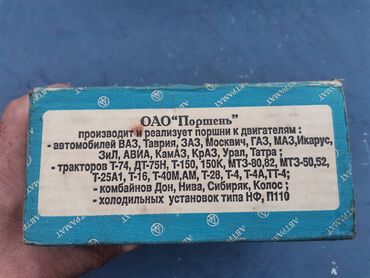 ОАО "Поршень"
производит и реализует поршни к двигателям :
- автомобилей ВАЗ, Таврия, ЗАЗ, Москвич, ГАЗ, МАЗ,Икарус,
ЗиЛ, АВИА, КамАЗ, КрАЗ, Урал, Татра ;
- тракторов Т-74, ДТ-75Н, Т-150, 150К, МТЗ-80,82, МТЗ-50,52,
Т-25А1, Т-16, Т-40М,АМ, Т-28, Т-4, Т-4А,ТТ-4;
- комбайнов Дон, Нива, Сибиряк, Колос ;
- холодильных установок типа НФ, П110
АВТРАМАТ